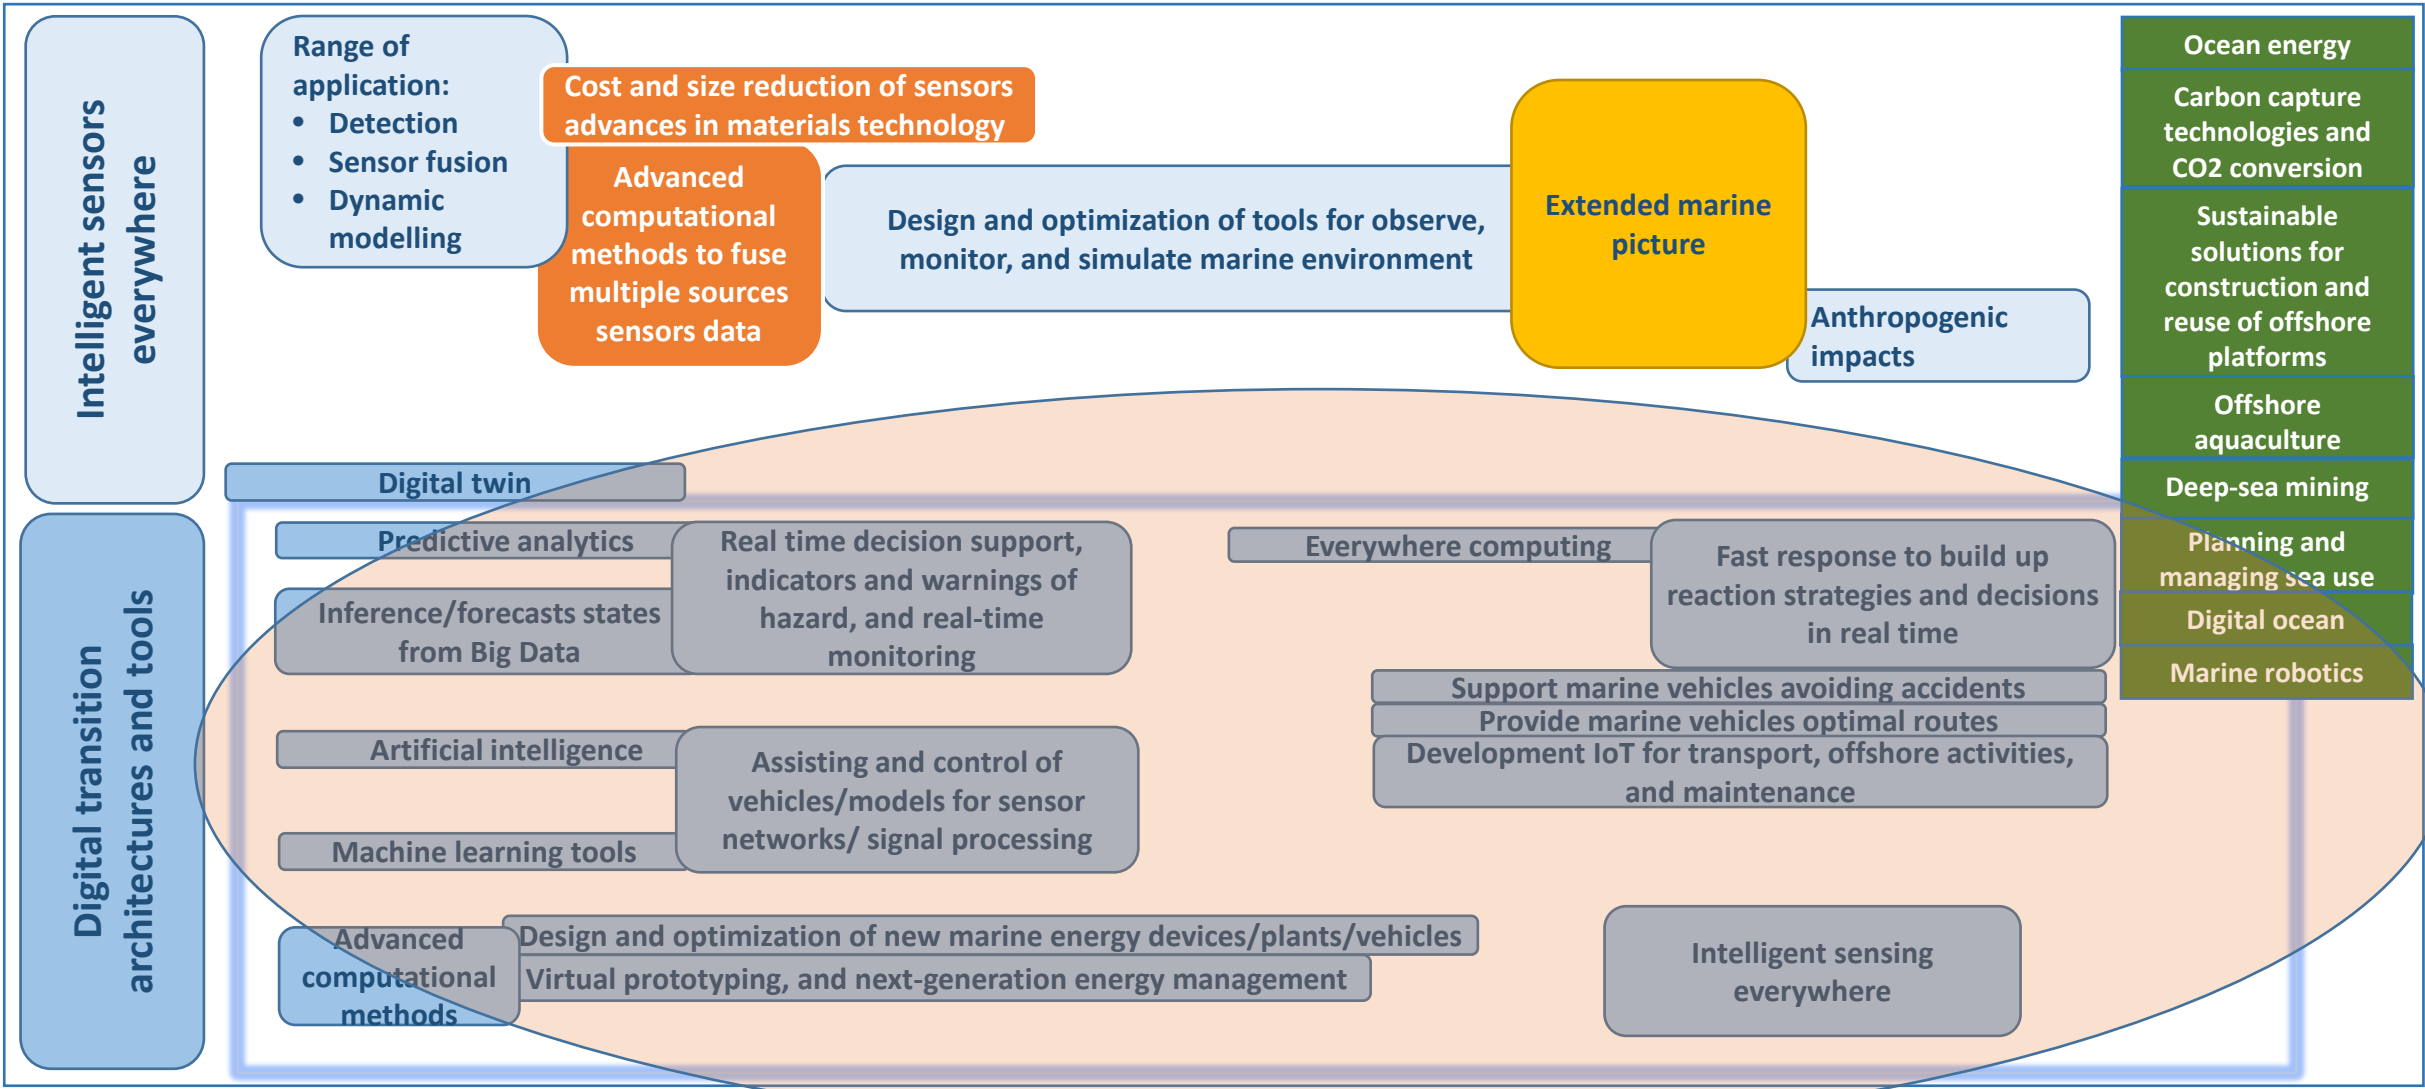 Intelligent sensors
everywhere
Range of
application:
• Detection
• Sensor fusion
• Dynamic
modelling
Cost and size reduction of sensors
advances in materials technology
Advanced
computational
methods to fuse
multiple sources
sensors data
Design and optimization of tools for observe,
monitor, and simulate marine environment
Extended marine
picture
Anthropogenic
impacts
Ocean energy
Carbon capture
technologies and
CO2 conversion
Sustainable
solutions for
construction and
reuse of offshore
platforms
Offshore
aquaculture
Deep-sea mining
Planning and
managing sea use
Digital ocean
Marine robotics
Digital transition
architectures and tools
Digital twin
Predictive analytics
Inference/forecasts states
from Big Data
Real time decision support,
indicators and warnings of
hazard, and real-time
monitoring
Everywhere computing
Fast response to build up
reaction strategies and decisions
in real time
Support marine vehicles avoiding accidents
Provide marine vehicles optimal routes
Development IoT for transport, offshore activities,
and maintenance
Artificial intelligence
Machine learning tools
Assisting and control of
vehicles/models for sensor
networks/ signal processing
Advanced
computational
methods
Design and optimization of new marine energy devices/plants/vehicles
Virtual prototyping, and next-generation energy management
Intelligent sensing
everywhere